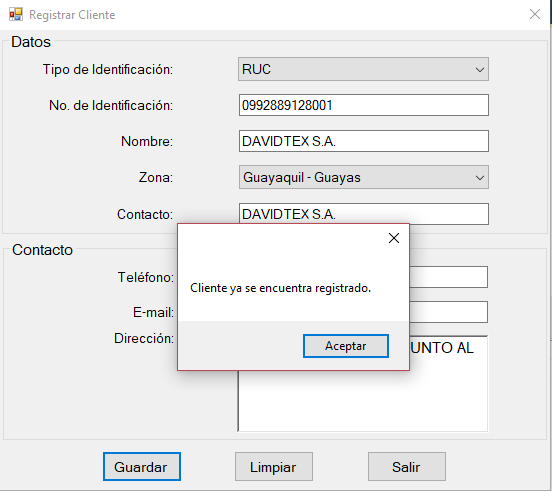 Registrar Cliente
Datos
Tipo de Identificación: RUC
No. de Identificación: 0992889128001
Nombre: DAVIDTEX S.A.
Zona: Guayaquil - Guayas
Contacto: DAVIDTEX S.A.
Contacto
Teléfono:
Cliente ya se encuentra registrado.
E-mail:
Dirección: UNTO AL
Aceptar
Guardar Limpiar Salir